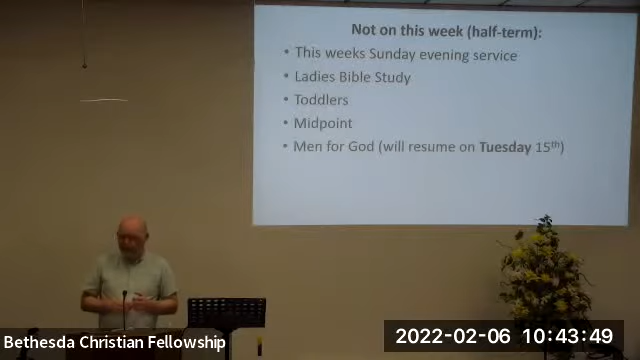 Not on this week (half-term):
• This weeks Sunday evening service
• Ladies Bible Study
• Toddlers
• Midpoint
• Men for God (will resume on Tuesday 15th)
Bethesda Christian Fellowship
2022-02-06 10:43:49